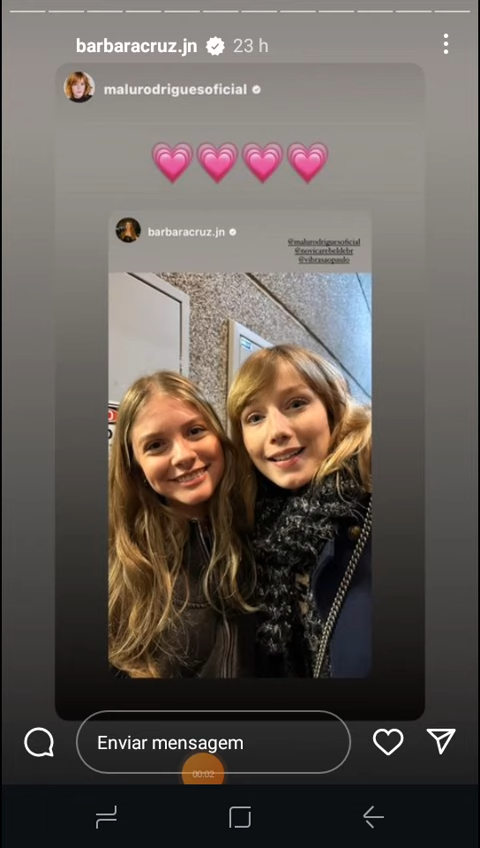 barbaracruz.jn 23 h
malurodriguesoficial
barbaracruz.jn
@malurodriguesoficial
@novicarebeldebr
@vibrasaopaulo
Enviar mensagem
00:02